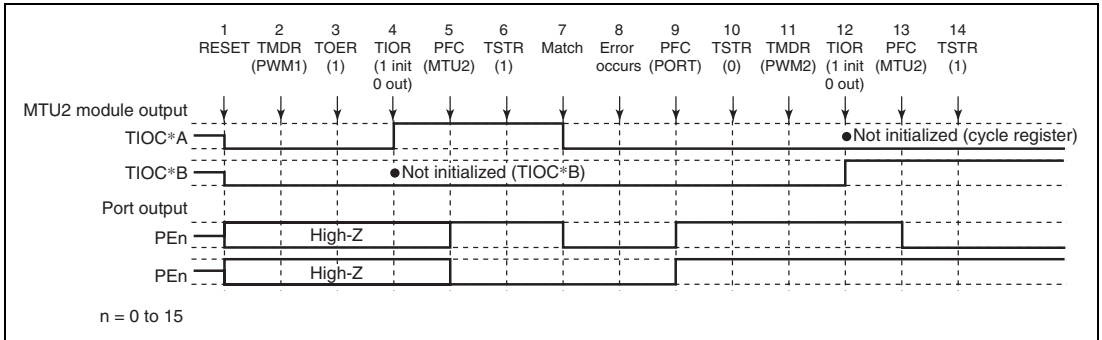 1 2 3 4 5 6 7 8 9 10 11 12 13 14
RESET TMDR TOER TIOR PFC TSTR Match Error PFC TSTR TMDR TIOR PFC TSTR
(PWM1) (1) (1 init (MTU2) (1) occurs (PORT) (0) (PWM2) (1 init (MTU2) (1)
0 out) 0 out)
MTU2 module output
TIOC*A ●Not initialized (cycle register)
TIOC*B ●Not initialized (TIOC*B)
Port output
PEn High-Z
PEn High-Z
n = 0 to 15